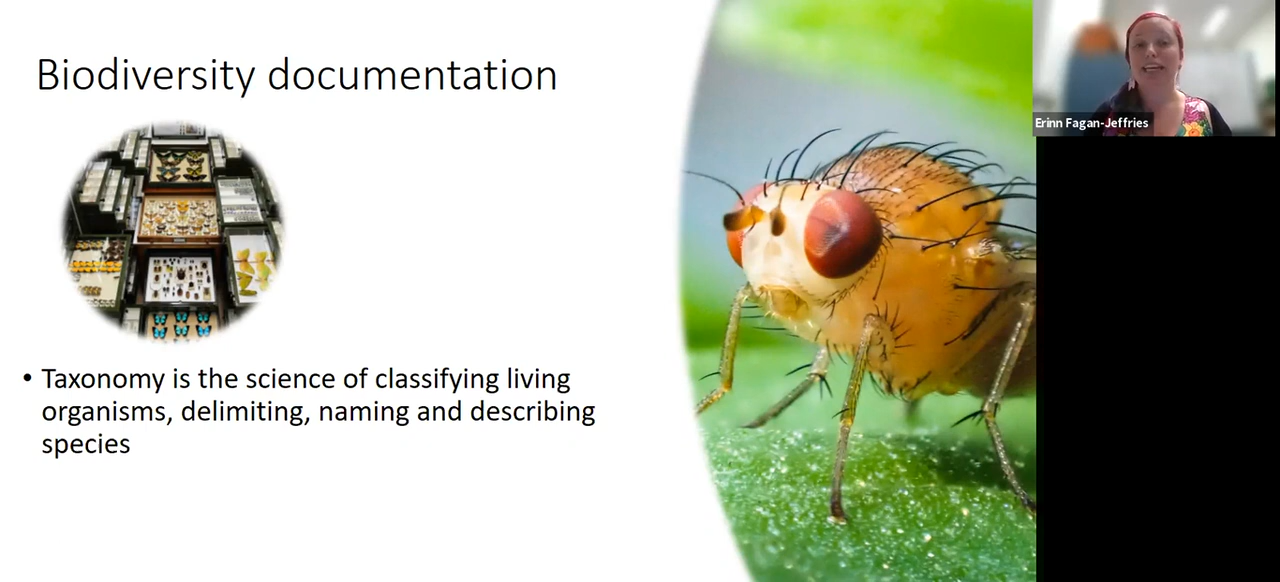 Biodiversity documentation
Erinn Fagan-Jeffries
• Taxonomy is the science of classifying living
organisms, delimiting, naming and describing
species